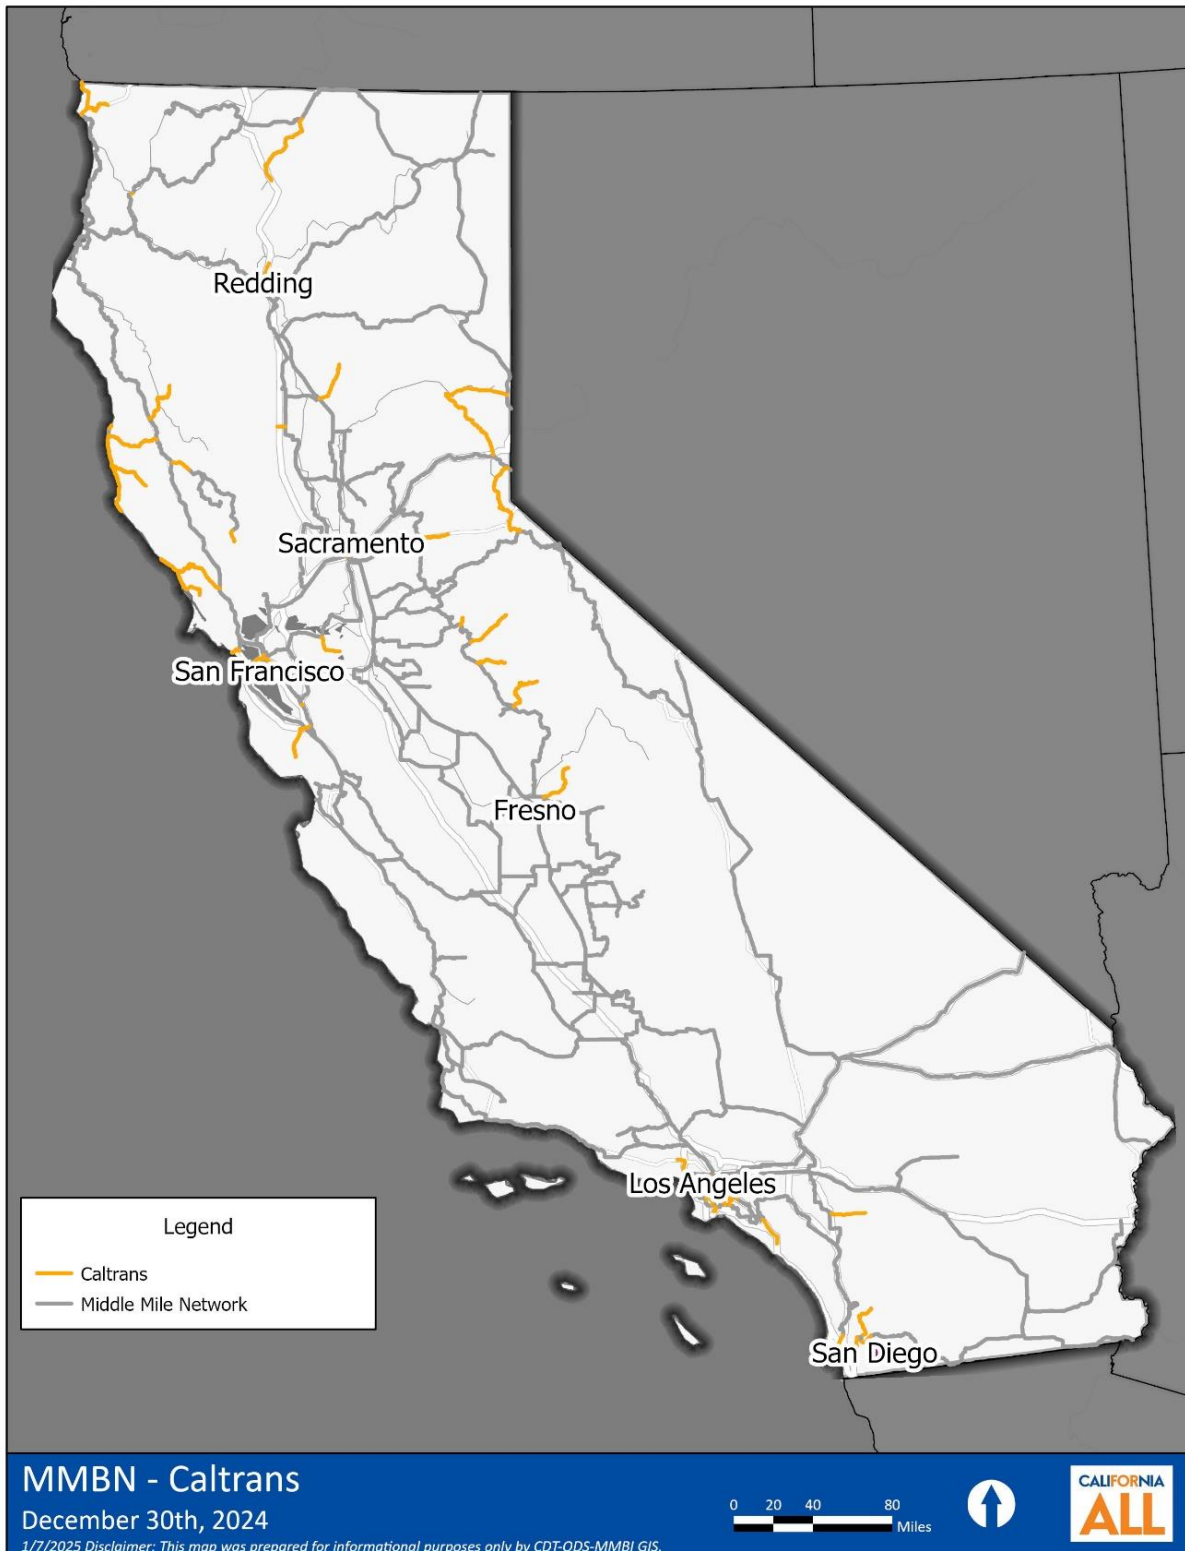 Redding
Sacramento
San Francisco
Fresno
Los Angeles
San Diego
Legend
Caltrans
Middle Mile Network
MMBN - Caltrans
December 30th, 2024
1/7/2025 Disclaimer: This map was prepared for informational purposes only by CDT-ODS-MMBI GIS.
0 20 40 80
Miles
CALIFORNIA
ALL